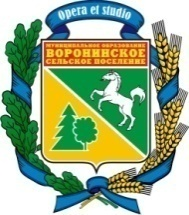 Opera et studio
МУНИЦИПАЛЬНОЕ ОБРАЗОВАНИЕ
ВОРОНИНСКОЕ
СЕЛЬСКОЕ ПОСЕЛЕНИЕ